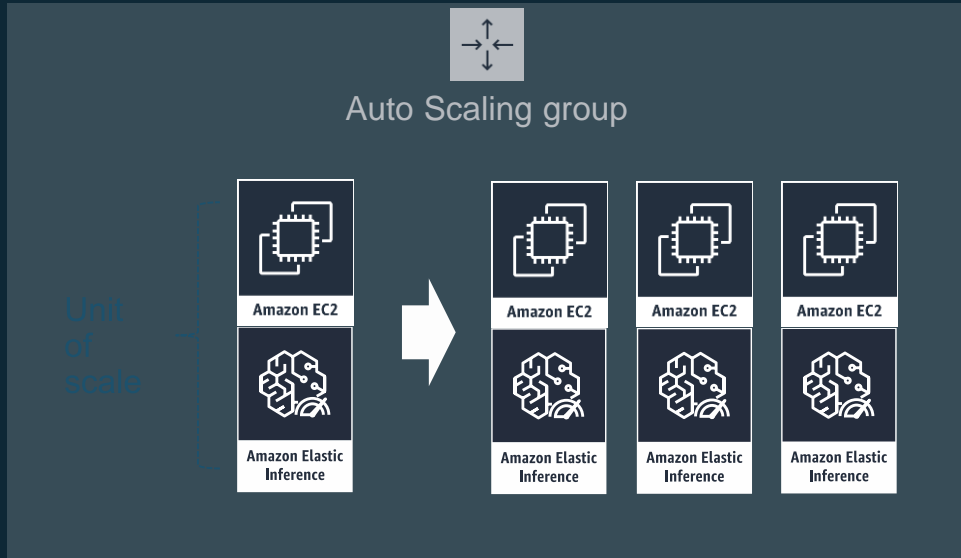 Auto Scaling group
Unit
of
scale
Amazon EC2
Amazon Elastic
Inference
Amazon EC2
Amazon Elastic
Inference
Amazon EC2
Amazon Elastic
Inference
Amazon EC2
Amazon Elastic
Inference